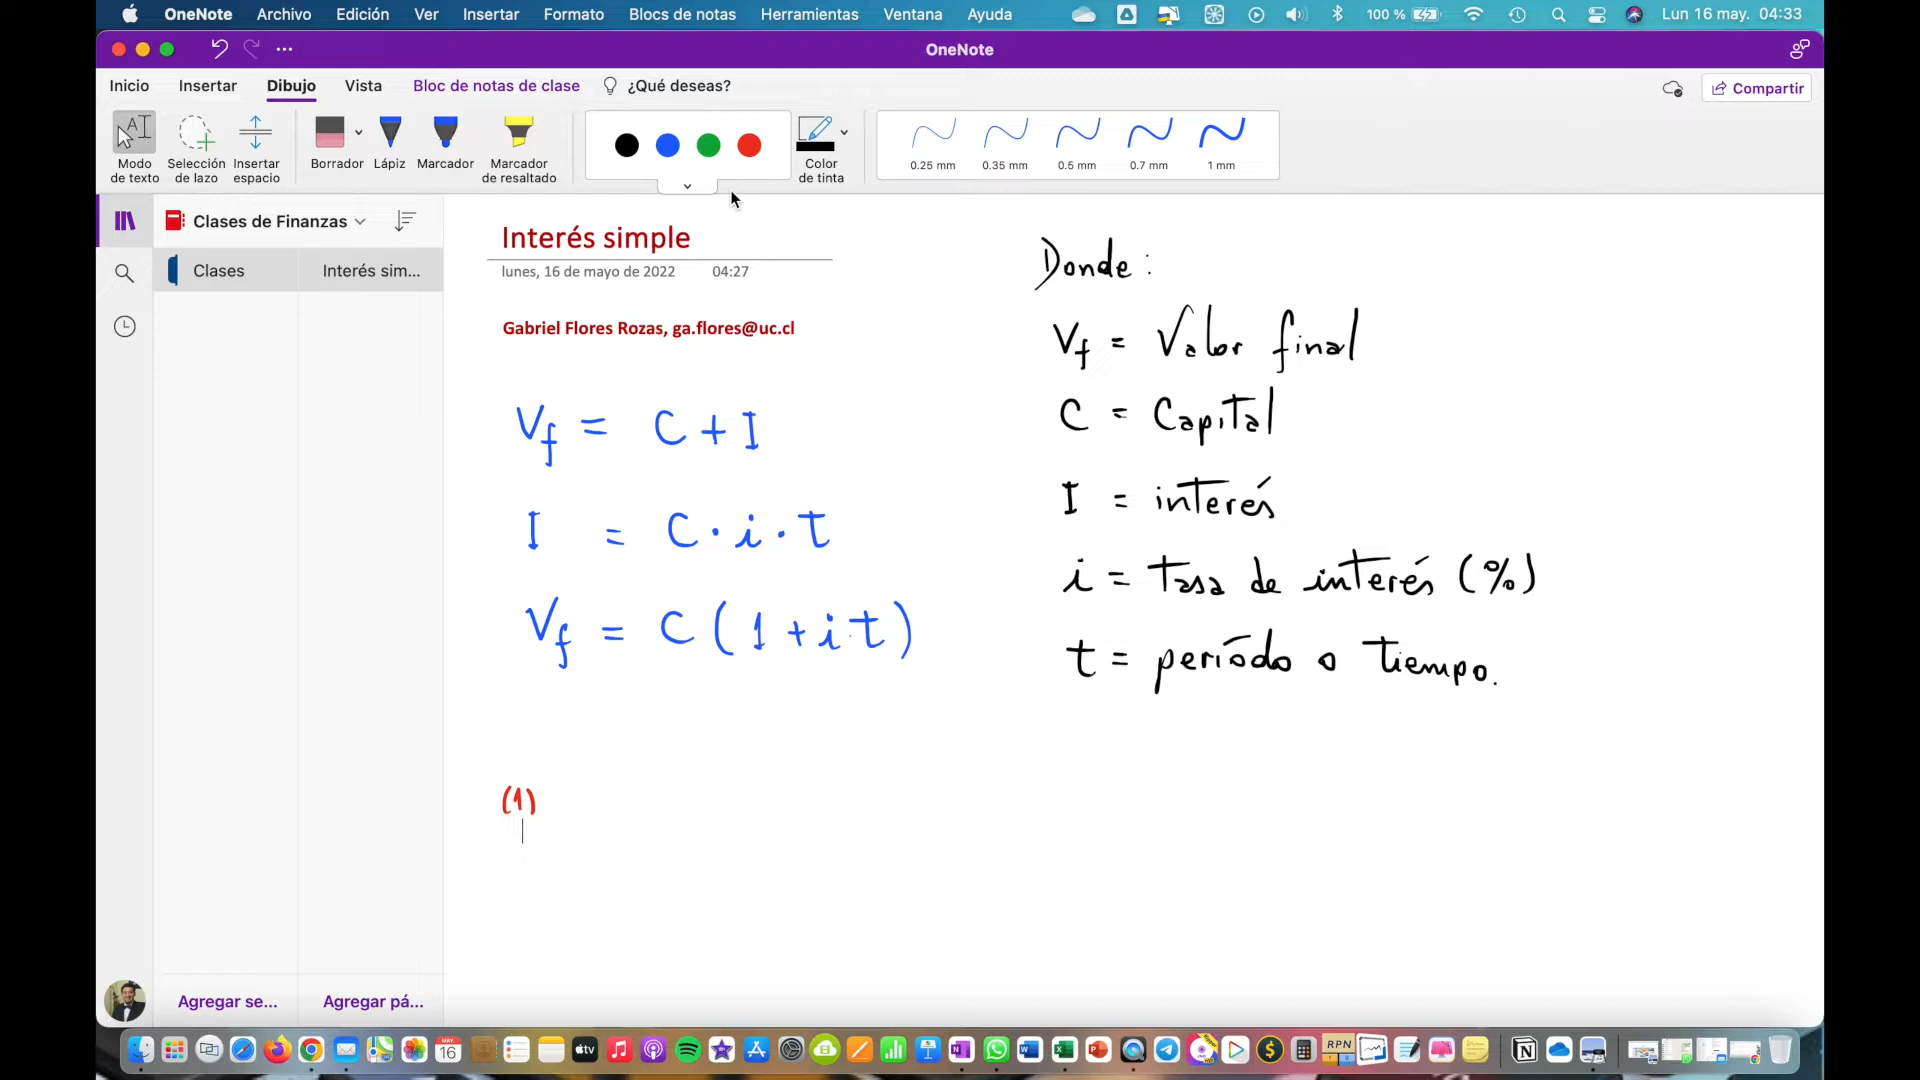 OneNote Archivo Edición Ver Insertar Formato Blocs de notas Herramientas Ventana Ayuda 100 % Lun 16 may. 04:33
OneNote
Inicio Insertar Dibujo Vista Bloc de notas de clase ¿Qué deseas? Compartir
Modo de texto
Selección de lazo
Insertar espacio
Borrador
Lápiz
Marcador
Marcador de resaltado
Color de tinta
0.25 mm 0.35 mm 0.5 mm 0.7 mm 1 mm
Clases de Finanzas
Clases Interés sim...
Interés simple
lunes, 16 de mayo de 2022 04:27
Gabriel Flores Rozas, ga.flores@uc.cl
Vf = C + I
I = C · i · t
Vf = C ( 1 + i · t )
(1)
Donde :
Vf = Valor final
C = Capital
I = interés
i = Tasa de interés (%)
t = período o tiempo.
Agregar se... Agregar pá...
MAY 16
tv
RPN